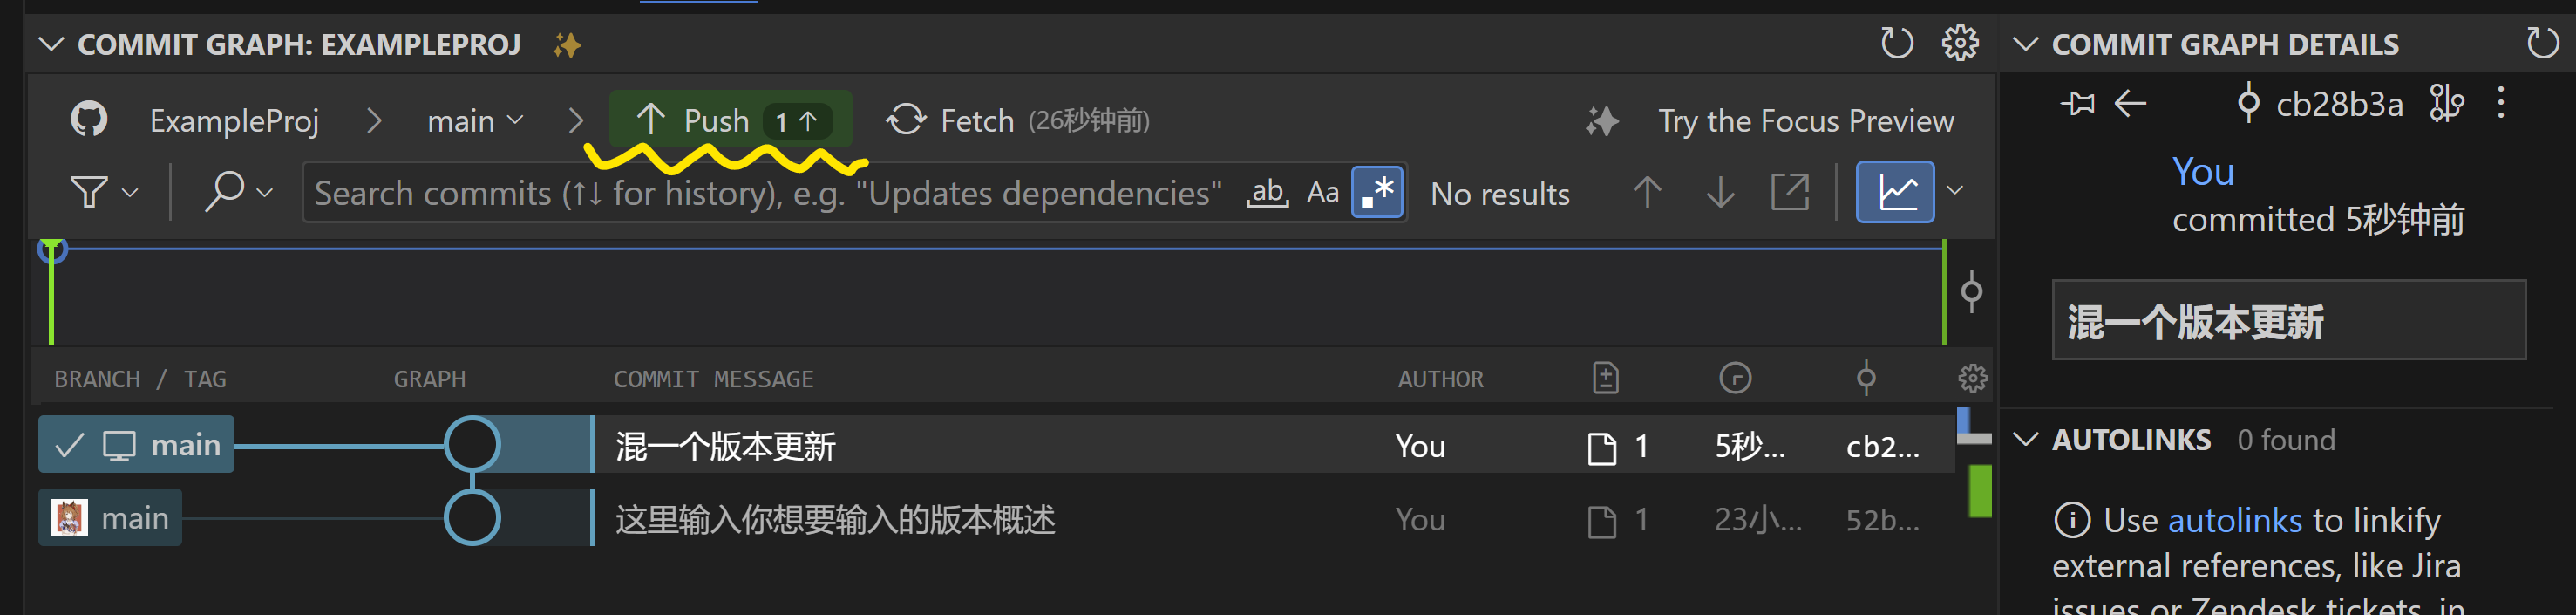 COMMIT GRAPH: EXAMPLEPROJ
ExampleProj main Push 1 Fetch (26秒钟前) Try the Focus Preview
Search commits (↑↓ for history), e.g. "Updates dependencies" ab Aa .* No results
BRANCH / TAG GRAPH COMMIT MESSAGE AUTHOR
main 混一个版本更新 You 1 5秒... cb2...
main 这里输入你想要输入的版本概述 You 1 23小... 52b...
COMMIT GRAPH DETAILS
cb28b3a
You
committed 5秒钟前
混一个版本更新
AUTOLINKS 0 found
Use autolinks to linkify
external references, like Jira
issues or Zendesk tickets, in